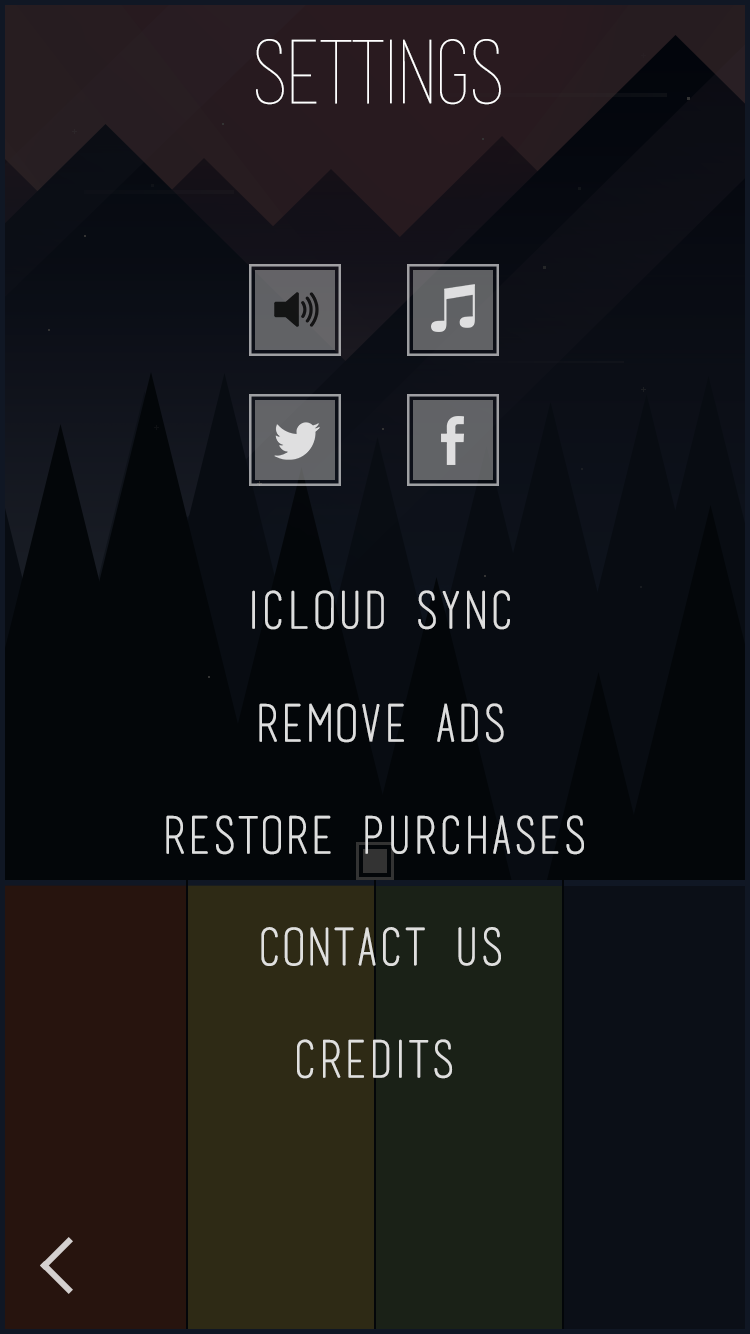 SETTINGS
ICLOUD SYNC
REMOVE ADS
RESTORE PURCHASES
CONTACT US
CREDITS